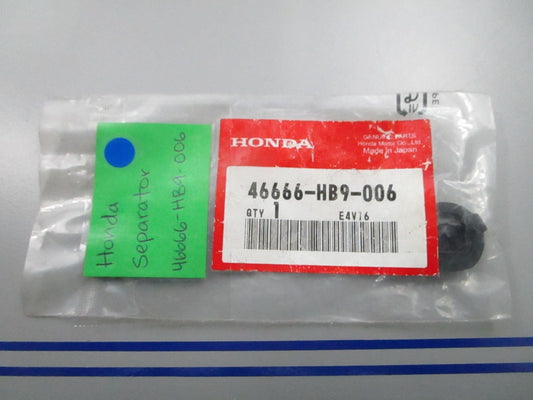 Honda
Separator
46666-HB9-006
HONDA
GENUINE PARTS
Honda Motor Co., Ltd.
Made in Japan
46666-HB9-006
QTY 1 E4V16